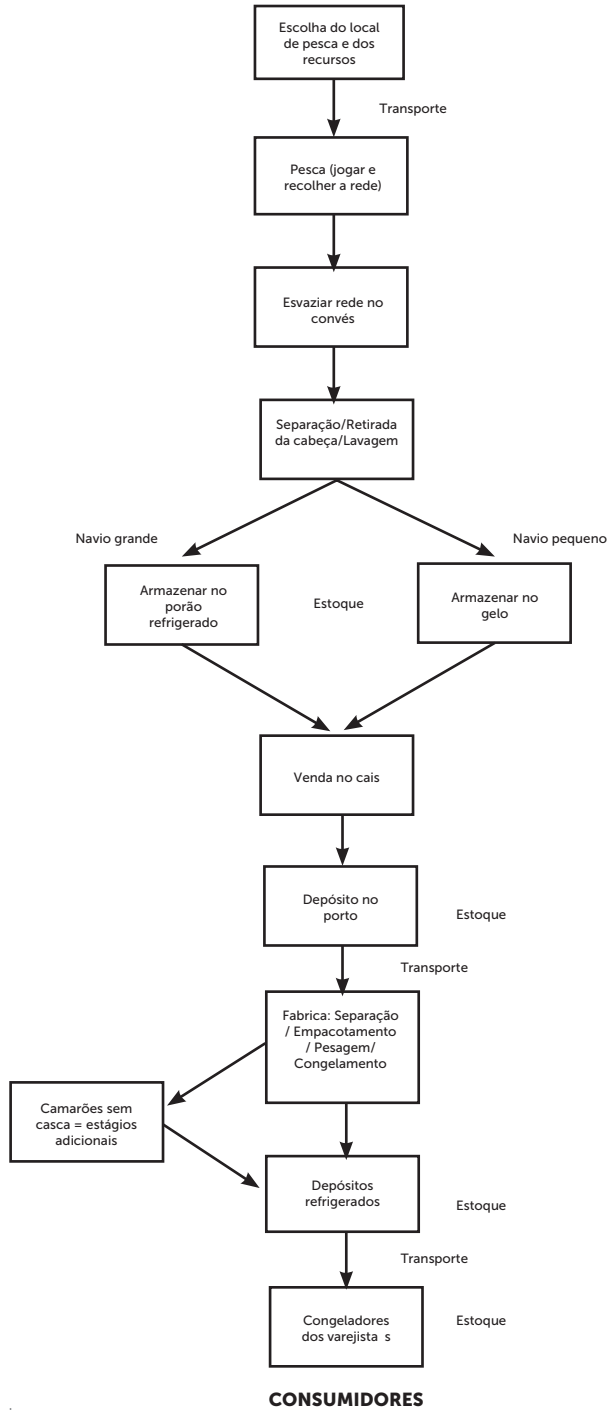 Escolha do local
de pesca e dos
recursos
Transporte
Pesca (jogar e
recolher a rede)
Esvaziar rede no
convés
Separação/Retirada
da cabeça/Lavagem
Navio grande
Navio pequeno
Armazenar no
porão
refrigerado
Estoque
Armazenar no
gelo
Venda no cais
Depósito no
porto
Estoque
Transporte
Fabrica: Separação
/ Empacotamento
/ Pesagem/
Congelamento
Camarões sem
casca = estágios
adicionais
Depósitos
refrigerados
Estoque
Transporte
Congeladores
dos varejista s
Estoque
CONSUMIDORES